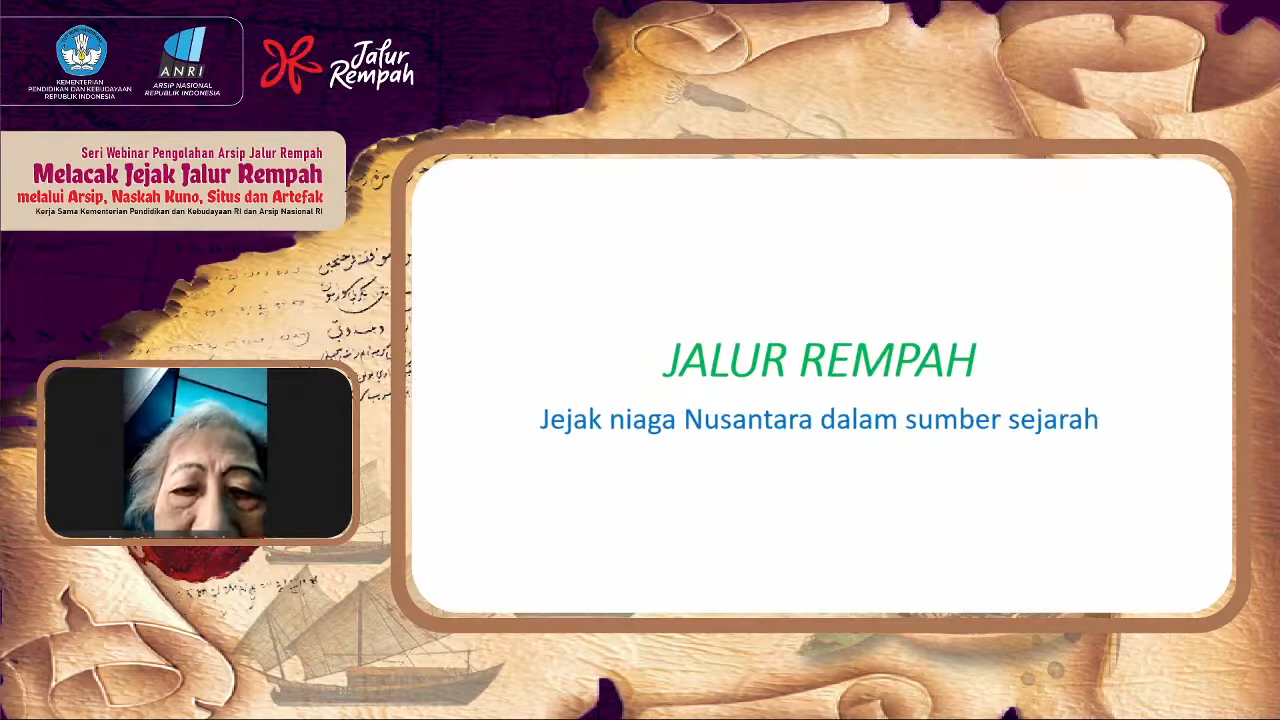 KEMENTERIAN
PENDIDIKAN DAN KEBUDAYAAN
REPUBLIK INDONESIA
ANRI
ARSIP NASIONAL
REPUBLIK INDONESIA
Jalur
Rempah
Seri Webinar Pengolahan Arsip Jalur Rempah
Melacak Jejak Jalur Rempah
melalui Arsip, Naskah Kuno, Situs dan Artefak
Kerja Sama Kementerian Pendidikan dan Kebudayaan RI dan Arsip Nasional RI
JALUR REMPAH
Jejak niaga Nusantara dalam sumber sejarah